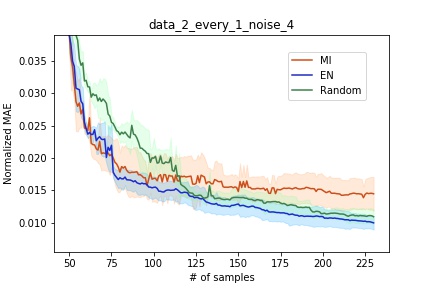 data_2_every_1_noise_4
Normalized MAE
0.035
0.030
0.025
0.020
0.015
0.010
MI
EN
Random
50 75 100 125 150 175 200 225
# of samples